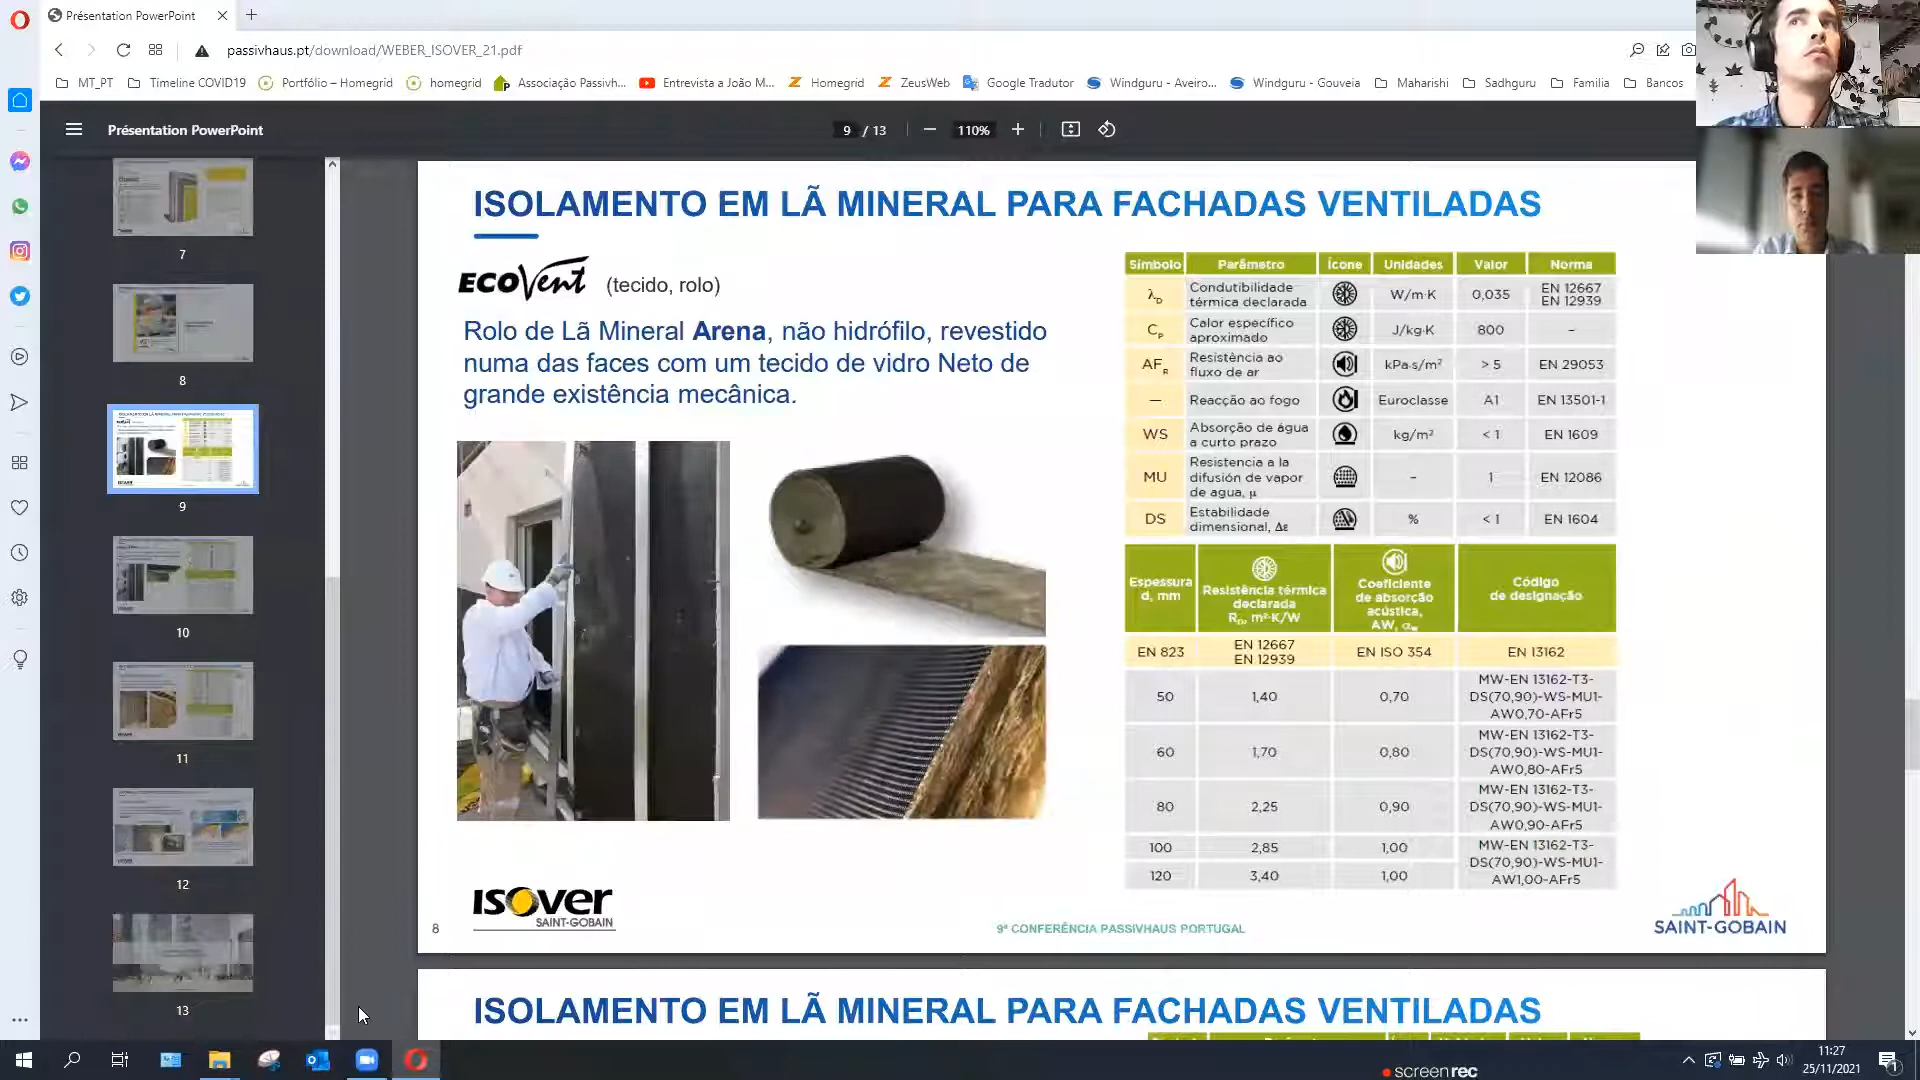 Présentation PowerPoint
passivhaus.pt/download/WEBER_ISOVER_21.pdf
MT_PT
Timeline COVID19
Portfólio – Homegrid
homegrid
Associação Passivh...
Entrevista a João M...
Homegrid
ZeusWeb
Google Tradutor
Windguru - Aveiro...
Windguru - Gouveia
Maharishi
Sadhguru
Familia
Bancos
Présentation PowerPoint
9 / 13
110%
7
8
9
10
11
12
13
ISOLAMENTO EM LÃ MINERAL PARA FACHADAS VENTILADAS
ECOVent (tecido, rolo)
Rolo de Lã Mineral Arena, não hidrófilo, revestido
numa das faces com um tecido de vidro Neto de
grande existência mecânica.
Símbolo Parâmetro Ícone Unidades Valor Norma
λD Condutibilidade térmica declarada W/m·K 0,035 EN 12667 EN 12939
CP Calor específico aproximado J/kg·K 800 –
AFR Resistència ao fluxo de ar kPa·s/m² > 5 EN 29053
— Reacção ao fogo Euroclasse A1 EN 13501-1
WS Absorção de água a curto prazo kg/m² < 1 EN 1609
MU Resistencia a la difusión de vapor de agua, μ – 1 EN 12086
DS Estabilidade dimensional, Δε % < 1 EN 1604
Espessura d, mm Resistência térmica declarada RD, m²·K/W Coeficiente de absorção acústica, AW, αw Código de designação
EN 823 EN 12667 EN 12939 EN ISO 354 EN 13162
50 1,40 0,70 MW-EN 13162-T3-DS(70,90)-WS-MU1-AW0,70-AFr5
60 1,70 0,80 MW-EN 13162-T3-DS(70,90)-WS-MU1-AW0,80-AFr5
80 2,25 0,90 MW-EN 13162-T3-DS(70,90)-WS-MU1-AW0,90-AFr5
100 2,85 1,00 MW-EN 13162-T3-DS(70,90)-WS-MU1-AW1,00-AFr5
120 3,40 1,00
isover
SAINT-GOBAIN
8
9ª CONFERÊNCIA PASSIVHAUS PORTUGAL
SAINT-GOBAIN
ISOLAMENTO EM LÃ MINERAL PARA FACHADAS VENTILADAS
11:27
25/11/2021
1
screenrec